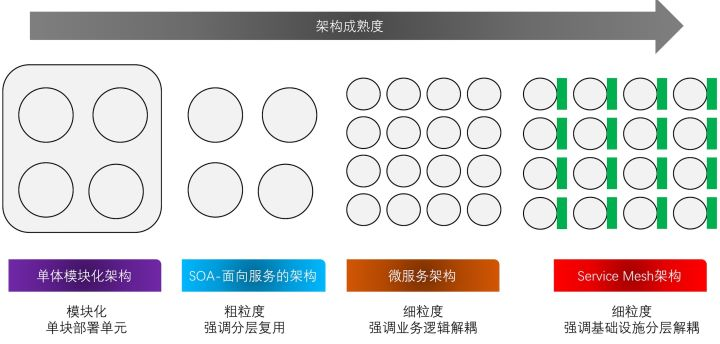 架构成熟度
单体模块化架构
SOA-面向服务的架构
微服务架构
Service Mesh架构
模块化
单块部署单元
粗粒度
强调分层复用
细粒度
强调业务逻辑解耦
细粒度
强调基础设施分层解耦